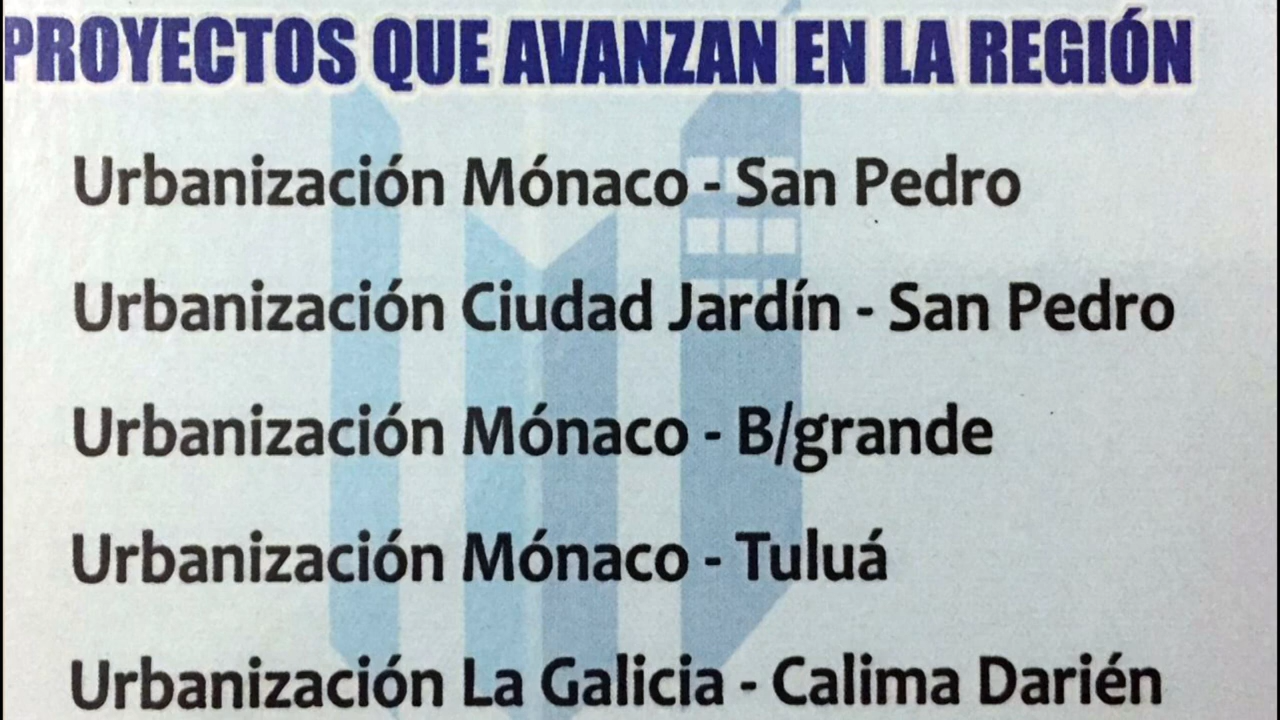 PROYECTOS QUE AVANZAN EN LA REGIÓN
Urbanización Mónaco - San Pedro
Urbanización Ciudad Jardín - San Pedro
Urbanización Mónaco - B/grande
Urbanización Mónaco - Tuluá
Urbanización La Galicia - Calima Darién